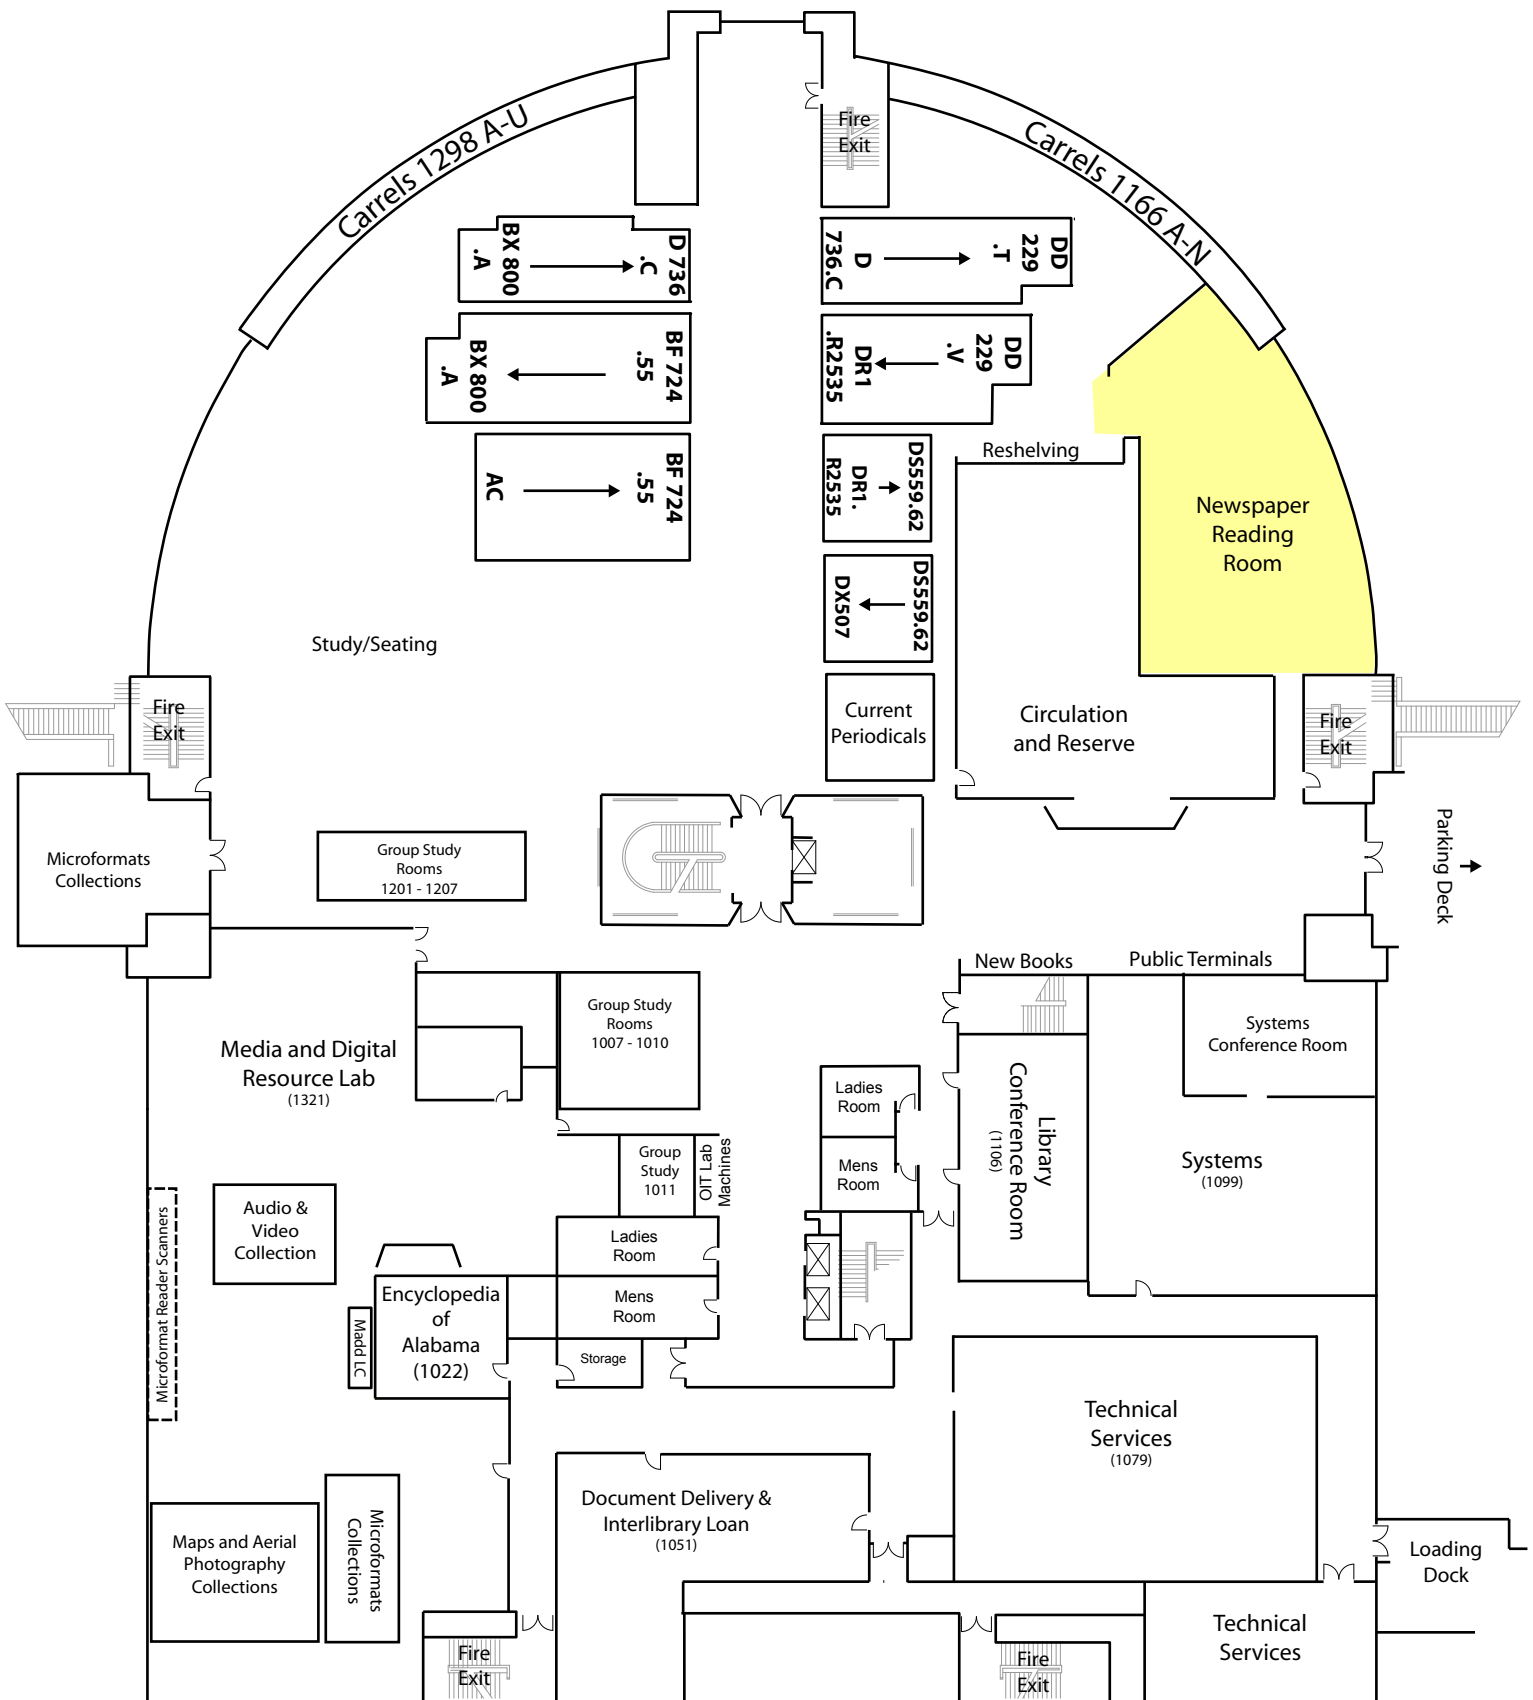 Carrels 1298 A-U
Fire
Exit
Carrels 1166 A-N
BX 800
.A
D 736
.C
D
736.C
DD
229
.T
BX 800
.A
BF 724
.55
DR1
.R2535
DD
229
.V
AC
BF 724
.55
DR1.
R2535
DS559.62
Reshelving
Newspaper
Reading
Room
DX507
DS559.62
Study/Seating
Fire
Exit
Current
Periodicals
Circulation
and Reserve
Fire
Exit
Microformats
Collections
Group Study
Rooms
1201 - 1207
Parking Deck
New Books
Public Terminals
Media and Digital
Resource Lab
(1321)
Group Study
Rooms
1007 - 1010
Systems
Conference Room
Ladies
Room
Library
Conference Room
(1106)
Group
Study
1011
OIT Lab
Machines
Mens
Room
Systems
(1099)
Microformat Reader Scanners
Audio &
Video
Collection
Ladies
Room
Encyclopedia
of
Alabama
(1022)
Mens
Room
Madd LC
Storage
Technical
Services
(1079)
Maps and Aerial
Photography
Collections
Microformats
Collections
Document Delivery &
Interlibrary Loan
(1051)
Loading
Dock
Fire
Exit
Fire
Exit
Technical
Services